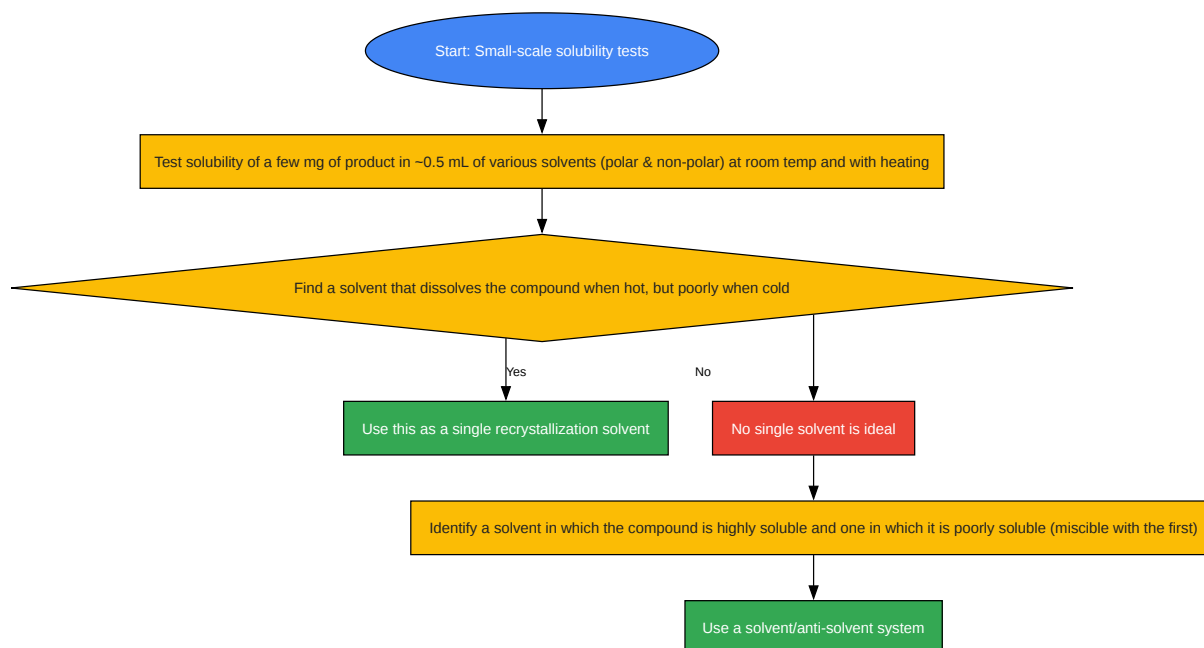 Start: Small-scale solubility tests
Test solubility of a few mg of product in ~0.5 mL of various solvents (polar & non-polar) at room temp and with heating
Find a solvent that dissolves the compound when hot, but poorly when cold
Yes
No
Use this as a single recrystallization solvent
No single solvent is ideal
Identify a solvent in which the compound is highly soluble and one in which it is poorly soluble (miscible with the first)
Use a solvent/anti-solvent system